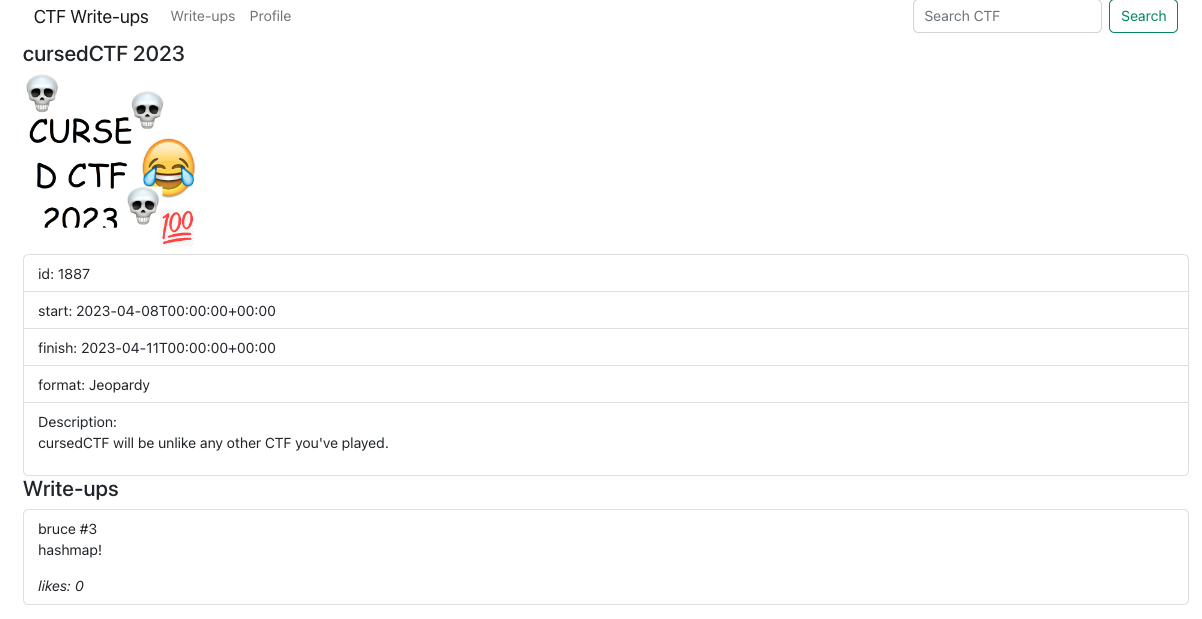 CTF Write-ups Write-ups Profile Search CTF Search
cursedCTF 2023
CURSE
D CTF
2023
100
id: 1887
start: 2023-04-08T00:00:00+00:00
finish: 2023-04-11T00:00:00+00:00
format: Jeopardy
Description:
cursedCTF will be unlike any other CTF you've played.
Write-ups
bruce #3
hashmap!
likes: 0